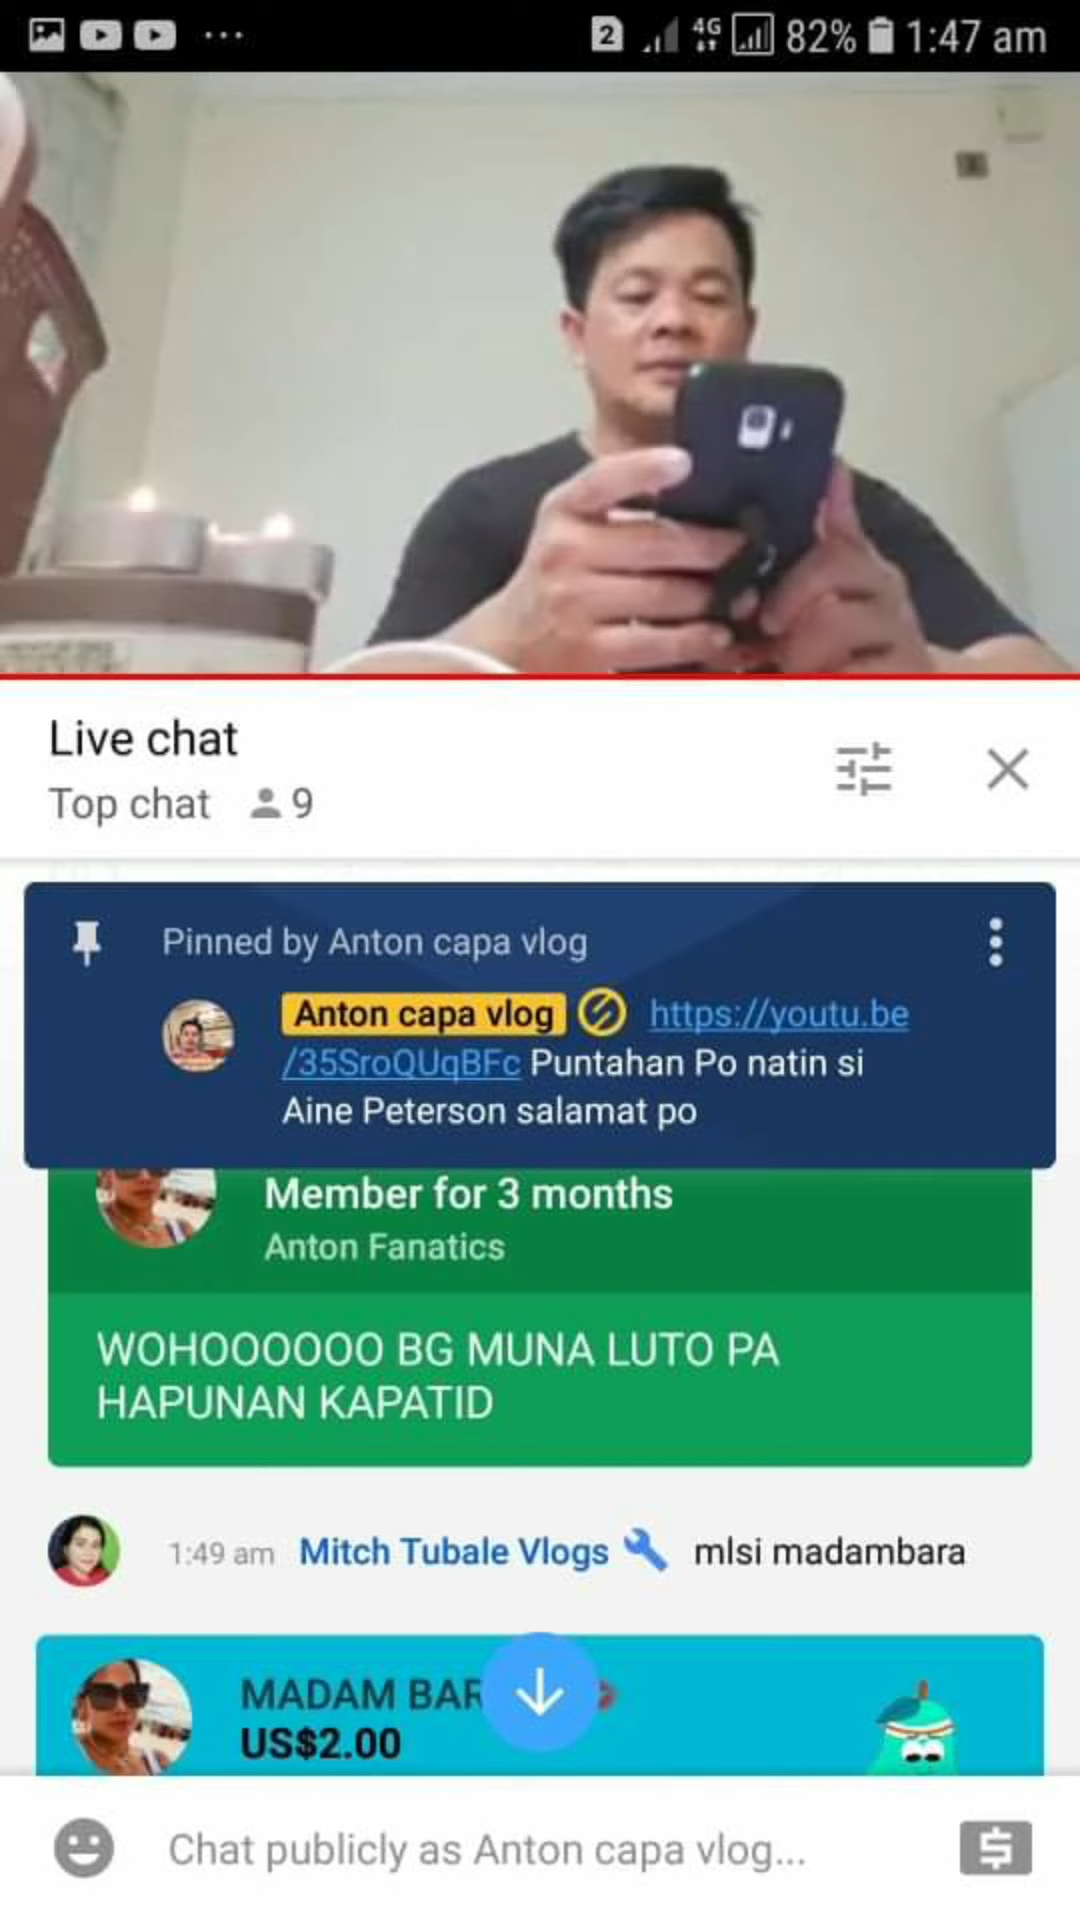 2 4G 82% 1:47 am
Live chat
Top chat 9
Pinned by Anton capa vlog
Anton capa vlog https://youtu.be
/35SroQUqBFc Puntahan Po natin si
Aine Peterson salamat po
Member for 3 months
Anton Fanatics
WOHOOOOOO BG MUNA LUTO PA
HAPUNAN KAPATID
1:49 am Mitch Tubale Vlogs mlsi madambara
MADAM BAR
US$2.00
Chat publicly as Anton capa vlog...